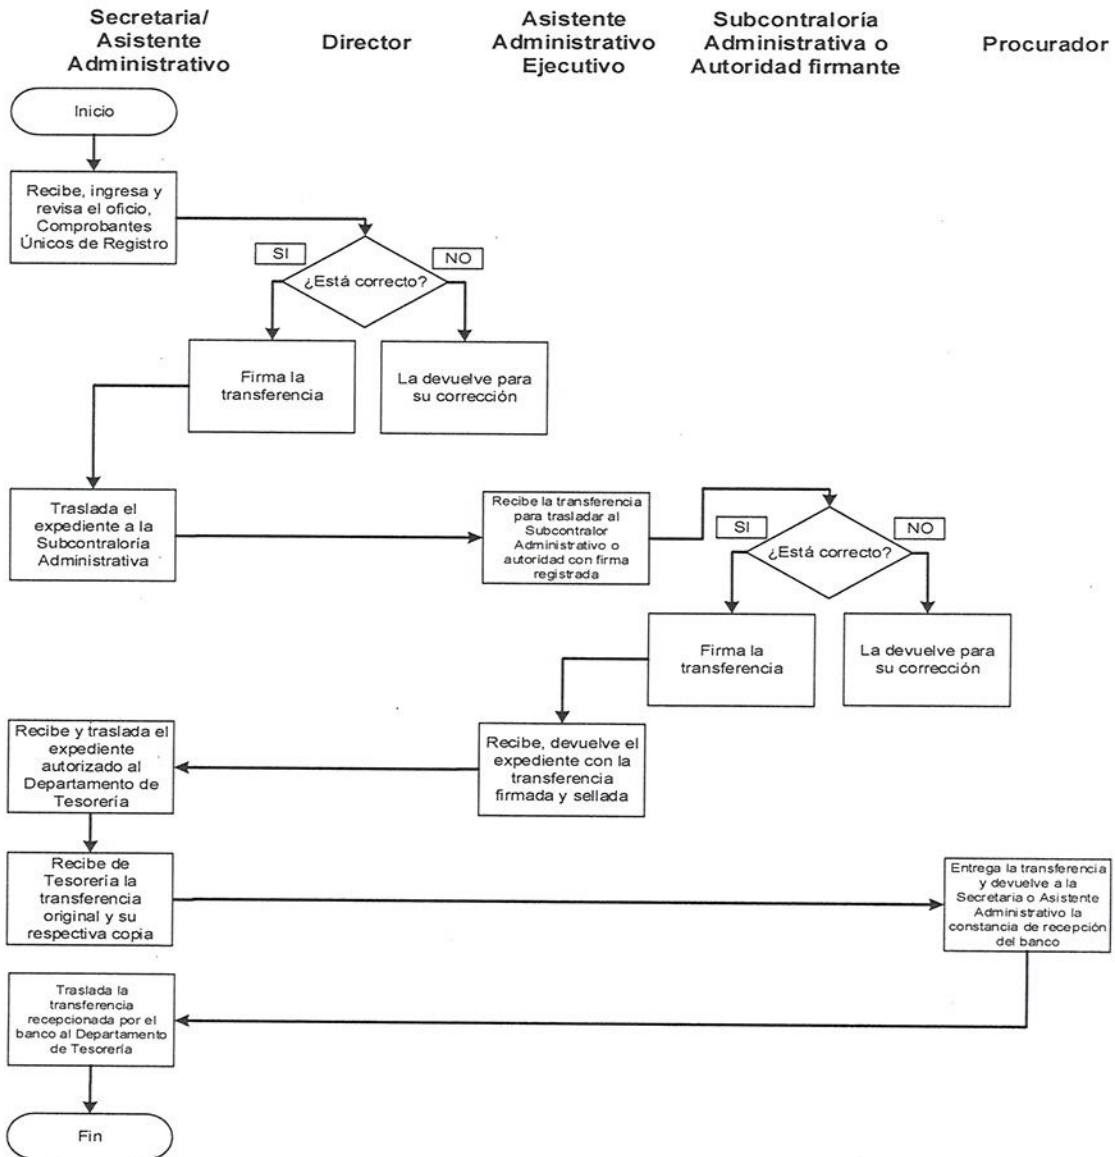 Secretaria/
Asistente
Administrativo
Director
Asistente
Administrativo
Ejecutivo
Subcontraloría
Administrativa o
Autoridad firmante
Procurador
Inicio
Recibe, ingresa y
revisa el oficio,
Comprobantes
Únicos de Registro
SI
NO
¿Está correcto?
Firma la
transferencia
La devuelve para
su corrección
Traslada el
expediente a la
Subcontraloría
Administrativa
Recibe la transferencia
para trasladar al
Subcontralor
Administrativo o
autoridad con firma
registrada
SI
NO
¿Está correcto?
Firma la
transferencia
La devuelve para
su corrección
Recibe, devuelve el
expediente con la
transferencia
firmada y sellada
Recibe y traslada el
expediente
autorizado al
Departamento de
Tesorería
Recibe de
Tesorería la
transferencia
original y su
respectiva copia
Entrega la transferencia
y devuelve a la
Secretaria o Asistente
Administrativo la
constancia de recepción
del banco
Traslada la
transferencia
recepcionada por el
banco al Departamento
de Tesorería
Fin